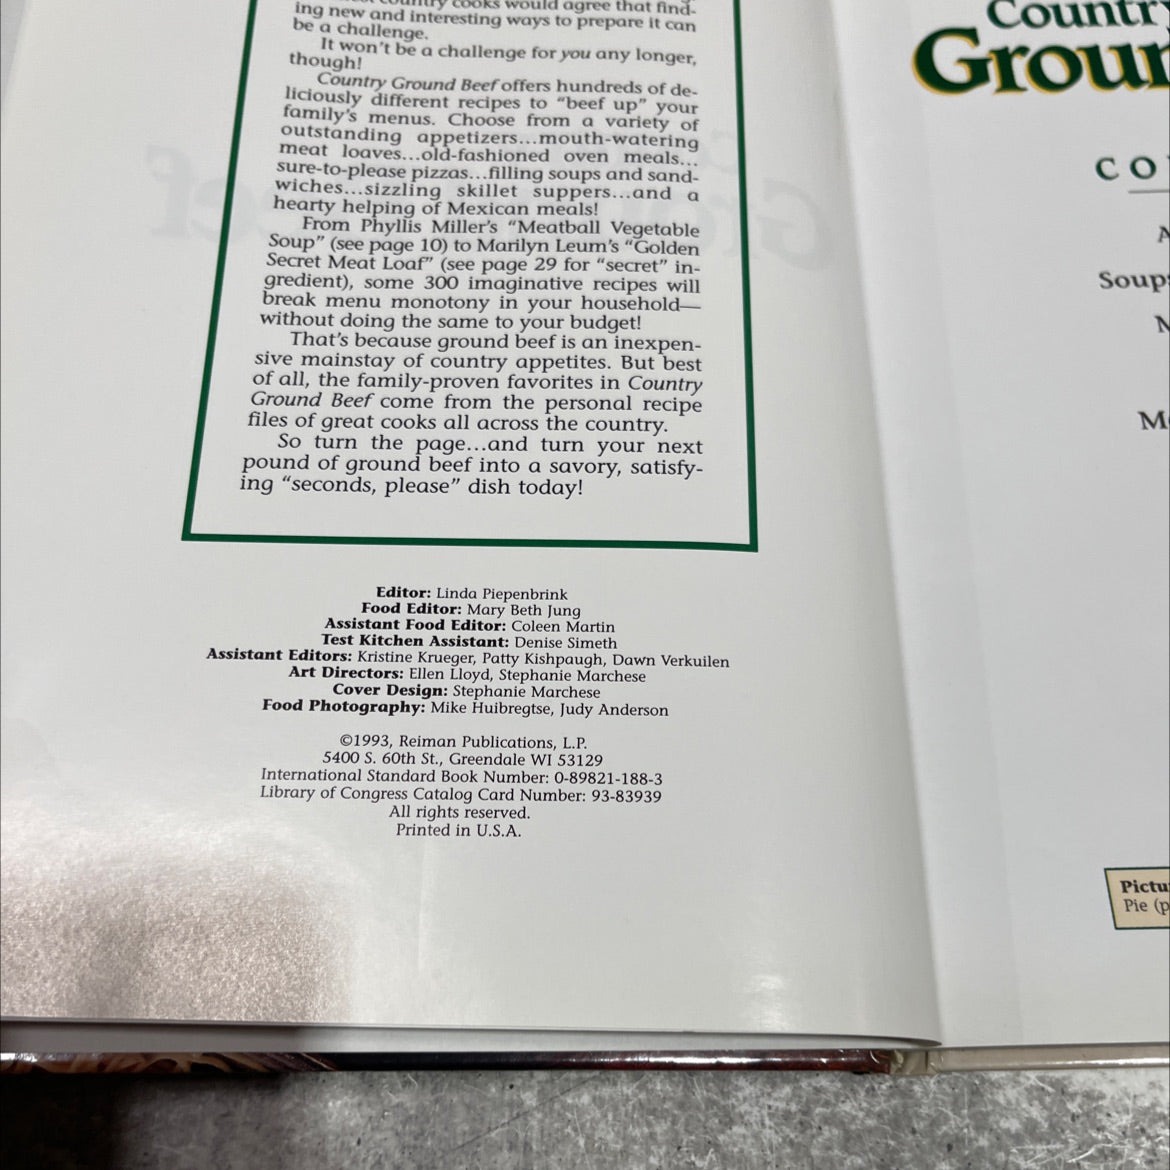 country cooks would agree that find-
ing new and interesting ways to prepare it can
be a challenge.
It won't be a challenge for you any longer,
though!
Country Ground Beef offers hundreds of de-
liciously different recipes to "beef up" your
family's menus. Choose from a variety of
outstanding appetizers...mouth-watering
meat loaves...old-fashioned oven meals...
sure-to-please pizzas...filling soups and sand-
wiches...sizzling skillet suppers...and a
hearty helping of Mexican meals!
From Phyllis Miller's "Meatball Vegetable
Soup" (see page 10) to Marilyn Leum's "Golden
Secret Meat Loaf" (see page 29 for "secret" in-
gredient), some 300 imaginative recipes will
break menu monotony in your household—
without doing the same to your budget!
That's because ground beef is an inexpen-
sive mainstay of country appetites. But best
of all, the family-proven favorites in Country
Ground Beef come from the personal recipe
files of great cooks all across the country.
So turn the page...and turn your next
pound of ground beef into a savory, satisfy-
ing "seconds, please" dish today!
Editor: Linda Piepenbrink
Food Editor: Mary Beth Jung
Assistant Food Editor: Coleen Martin
Test Kitchen Assistant: Denise Simeth
Assistant Editors: Kristine Krueger, Patty Kishpaugh, Dawn Verkuilen
Art Directors: Ellen Lloyd, Stephanie Marchese
Cover Design: Stephanie Marchese
Food Photography: Mike Huibregtse, Judy Anderson
©1993, Reiman Publications, L.P.
5400 S. 60th St., Greendale WI 53129
International Standard Book Number: 0-89821-188-3
Library of Congress Catalog Card Number: 93-83939
All rights reserved.
Printed in U.S.A.
Country
Groun
CO
Soups
M
Pictu
Pie (p